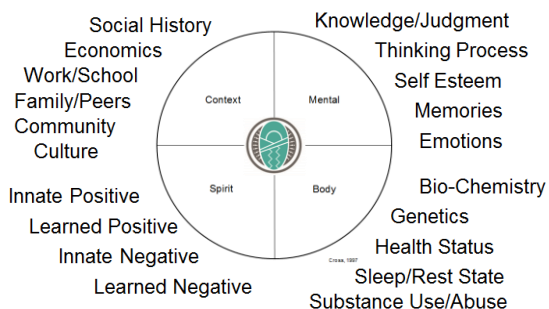 Social History
Economics
Work/School
Family/Peers
Community
Culture
Knowledge/Judgment
Thinking Process
Self Esteem
Memories
Emotions
Context
Mental
Spirit
Body
Innate Positive
Learned Positive
Innate Negative
Learned Negative
Bio-Chemistry
Genetics
Health Status
Sleep/Rest State
Substance Use/Abuse
Cross, 1997